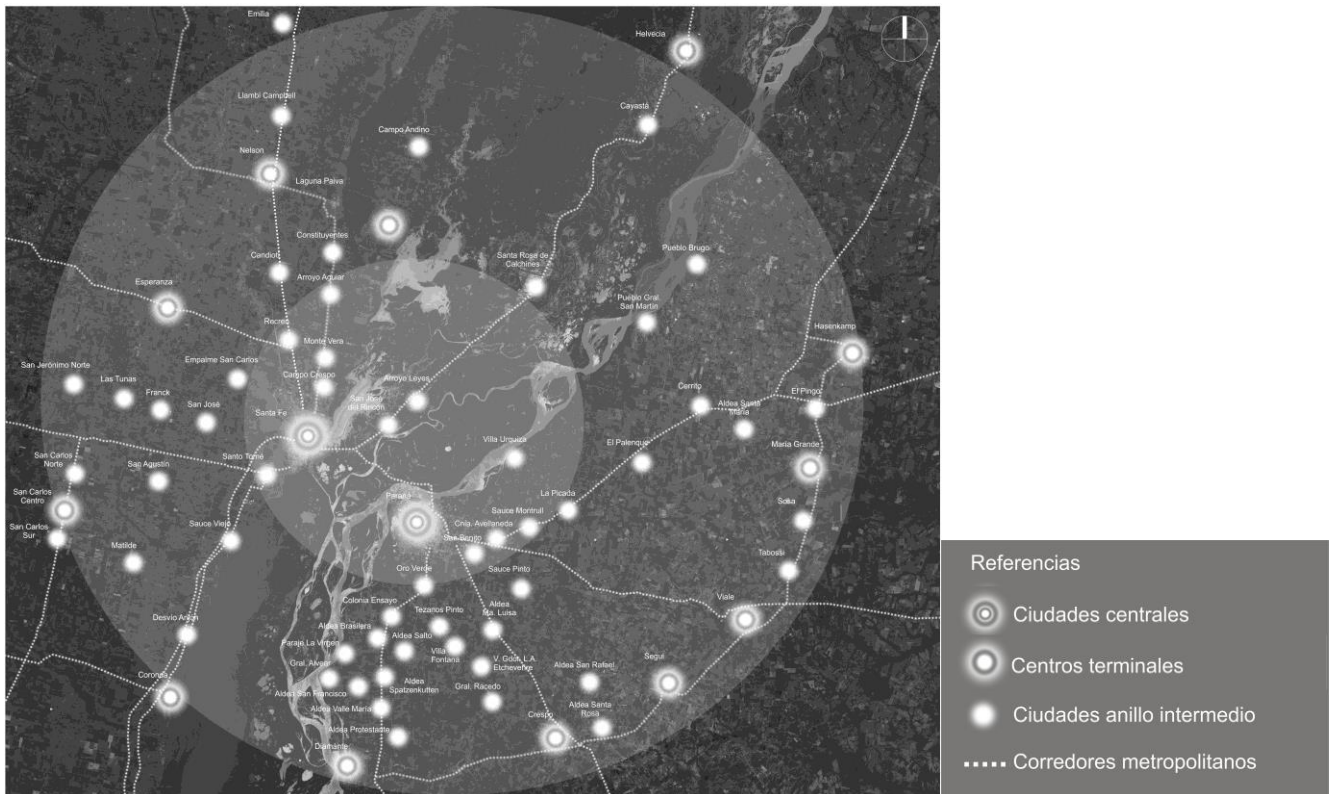 Emilia
Helvecia
Llambi Campbell
Cayastá
Campo Andino
Nelson
Laguna Paiva
Constituyentes
Candioti
Santa Rosa de
Calchines
Pueblo Brugo
Arroyo Aguiar
Esperanza
Pueblo Gral.
San Martín
Recreo
Hasenkamp
Monte Vera
Empalme San Carlos
San Jerónimo Norte
Las Tunas
Campo Crespo
Franck
Arroyo Leyes
Cerrito
El Pingo
San José
San José
del Rincón
Aldea Santa
María
Santa Fe
Villa Urquiza
El Palenque
María Grande
San Carlos
Norte
San Agustín
Santo Tomé
San Carlos
Centro
Paraná
La Picada
Sosa
Sauce Montrull
San Carlos
Sur
Sauce Viejo
Cnia. Avellaneda
San Benito
Matilde
Tabossi
Oro Verde
Sauce Pinto
Colonia Ensayo
Tezanos Pinto
Aldea
Ma. Luisa
Viale
Desvío Arijón
Aldea Brasilera
Aldea Salto
Paraje La Virgen
Villa
Fontana
V. Gdor. L.A.
Etchevehre
Gral. Alvear
Aldea
Spatzenkutter
Aldea San Rafael
Seguí
Coronda
Aldea San Francisco
Gral. Racedo
Aldea Valle María
Aldea Santa
Rosa
Crespo
Aldea Protestante
Diamante
Referencias
Ciudades centrales
Centros terminales
Ciudades anillo intermedio
Corredores metropolitanos